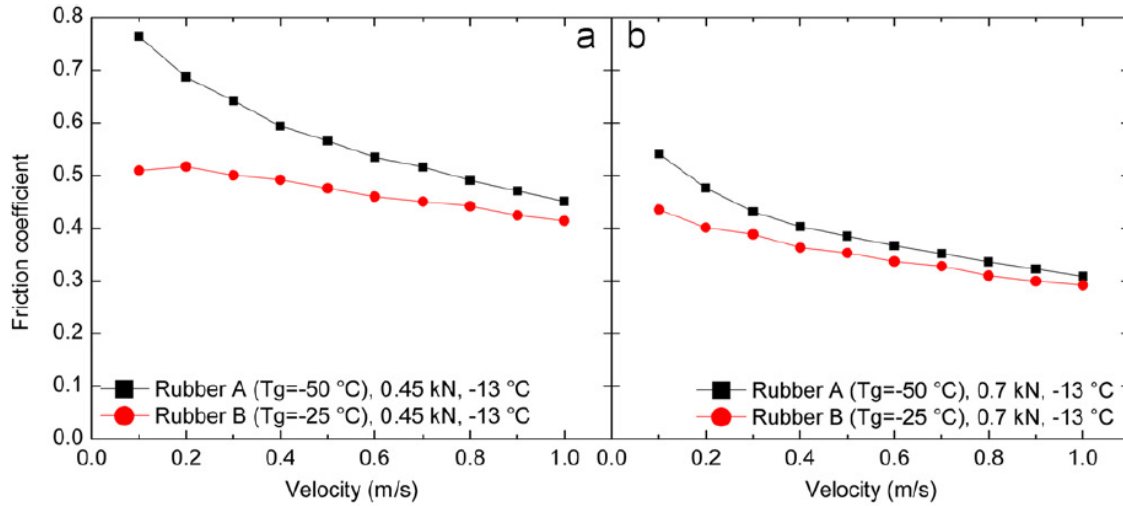 a
b
Friction coefficient
0.8
0.7
0.6
0.5
0.4
0.3
0.2
0.1
0.0
Rubber A (Tg=-50 °C), 0.45 kN, -13 °C
Rubber B (Tg=-25 °C), 0.45 kN, -13 °C
Rubber A (Tg=-50 °C), 0.7 kN, -13 °C
Rubber B (Tg=-25 °C), 0.7 kN, -13 °C
0.0 0.2 0.4 0.6 0.8 1.0 0.0 0.2 0.4 0.6 0.8 1.0
Velocity (m/s)
Velocity (m/s)